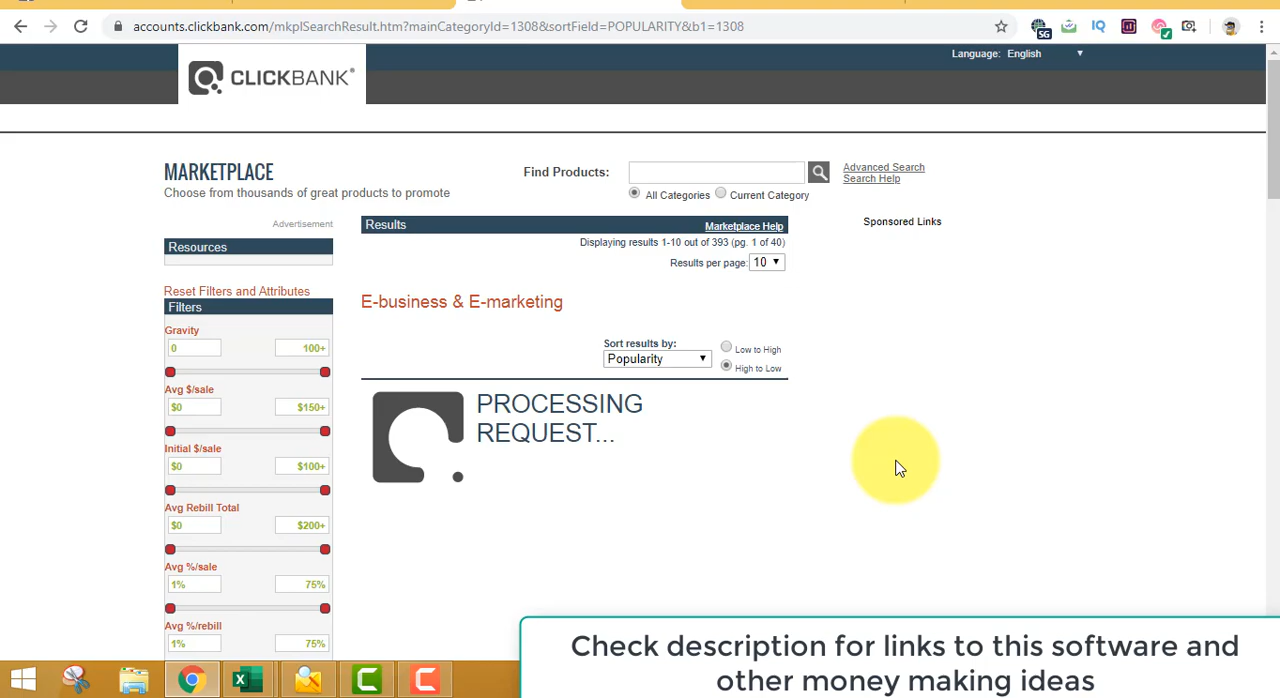 accounts.clickbank.com/mkplSearchResult.htm?mainCategoryId=1308&sortField=POPULARITY&b1=1308
SG
IQ
Language: English
CLICKBANK®
MARKETPLACE
Choose from thousands of great products to promote
Find Products:
All Categories
Current Category
Advanced Search
Search Help
Advertisement
Resources
Reset Filters and Attributes
Filters
Gravity
0 100+
Avg $/sale
$0 $150+
Initial $/sale
$0 $100+
Avg Rebill Total
$0 $200+
Avg %/sale
1% 75%
Avg %/rebill
1% 75%
Results Marketplace Help
Displaying results 1-10 out of 393 (pg. 1 of 40)
Results per page: 10
E-business & E-marketing
Sort results by:
Popularity
Low to High
High to Low
PROCESSING
REQUEST...
Sponsored Links
Check description for links to this software and
other money making ideas